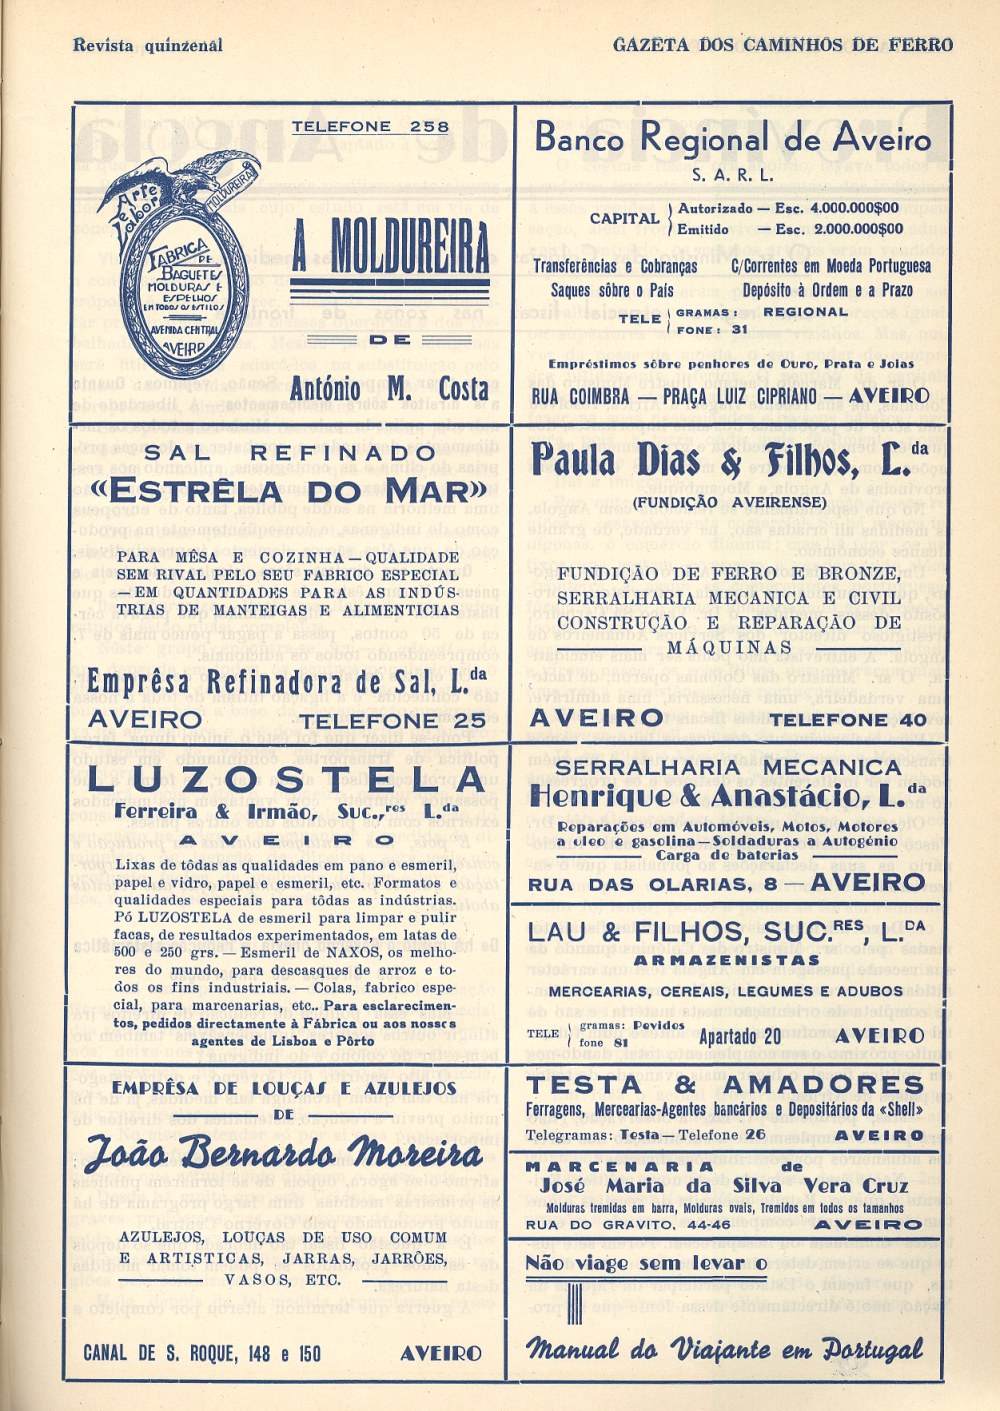 Revista quinzenal
GAZETA DOS CAMINHOS DE FERRO
TELEFONE 258
Arte e Labor
MOLDUREIRA
FABRICA
DE
BAGUETES
MOLDURAS E
ESPELHOS
EM TODOS OS ESTILOS
AVENIDA CENTRAL
AVEIRO
A MOLDUREIRA
DE
António M. Costa
Banco Regional de Aveiro
S. A. R. L.
CAPITAL { Autorizado — Esc. 4.000.000$00
Emitido — Esc. 2.000.000$00
Transferências e Cobranças C/Correntes em Moeda Portuguesa
Saques sôbre o País Depósito à Ordem e a Prazo
TELE { GRAMAS: REGIONAL
FONE: 31
Empréstimos sôbre penhores de Ouro, Prata e Joias
RUA COIMBRA — PRAÇA LUIZ CIPRIANO — AVEIRO
SAL REFINADO
«ESTRÊLA DO MAR»
PARA MESA E COZINHA — QUALIDADE
SEM RIVAL PELO SEU FABRICO ESPECIAL
— EM QUANTIDADES PARA AS INDÚS-
TRIAS DE MANTEIGAS E ALIMENTICIAS
Emprêsa Refinadora de Sal, L.da
AVEIRO TELEFONE 25
Paula Dias & Filhos, L.da
(FUNDIÇÃO AVEIRENSE)
FUNDIÇÃO DE FERRO E BRONZE,
SERRALHARIA MECANICA E CIVIL
CONSTRUÇÃO E REPARAÇÃO DE
MÁQUINAS
AVEIRO TELEFONE 40
LUZOSTELA
Ferreira & Irmão, Suc.res L.da
AVEIRO
Lixas de tôdas as qualidades em pano e esmeril,
papel e vidro, papel e esmeril, etc. Formatos e
qualidades especiais para tôdas as indústrias.
Pó LUZOSTELA de esmeril para limpar e pulir
facas, de resultados experimentados, em latas de
500 e 250 grs. — Esmeril de NAXOS, os melho-
res do mundo, para descasques de arroz e to-
dos os fins industriais. — Colas, fabrico espe-
cial, para marcenarias, etc.. Para esclarecimen-
tos, pedidos directamente à Fábrica ou aos nossos
agentes de Lisboa e Pôrto
SERRALHARIA MECANICA
Henrique & Anastácio, L.da
Reparações em Automóveis, Motos, Motores
a oleo e gasolina — Soldaduras a Autogênio
Carga de baterias
RUA DAS OLARIAS, 8 — AVEIRO
LAU & FILHOS, SUC.RES, L.DA
ARMAZENISTAS
MERCEARIAS, CEREAIS, LEGUMES E ADUBOS
TELE { gramas: Pevidos
fone 81
Apartado 20 AVEIRO
EMPRÊSA DE LOUÇAS E AZULEJOS
DE
João Bernardo Moreira
AZULEJOS, LOUÇAS DE USO COMUM
E ARTISTICAS, JARRAS, JARRÕES,
VASOS, ETC.
CANAL DE S. ROQUE, 148 e 150 AVEIRO
TESTA & AMADORES
Ferragens, Mercearias-Agentes bancários e Depositários da «Shell»
Telegramas: Testa — Telefone 26 AVEIRO
MARCENARIA de
José Maria da Silva Vera Cruz
Molduras tremidas em barra, Molduras ovais, Tremidos em todos os tamanhos
RUA DO GRAVITO, 44-46 AVEIRO
Não viage sem levar o
Manual do Viajante em Portugal